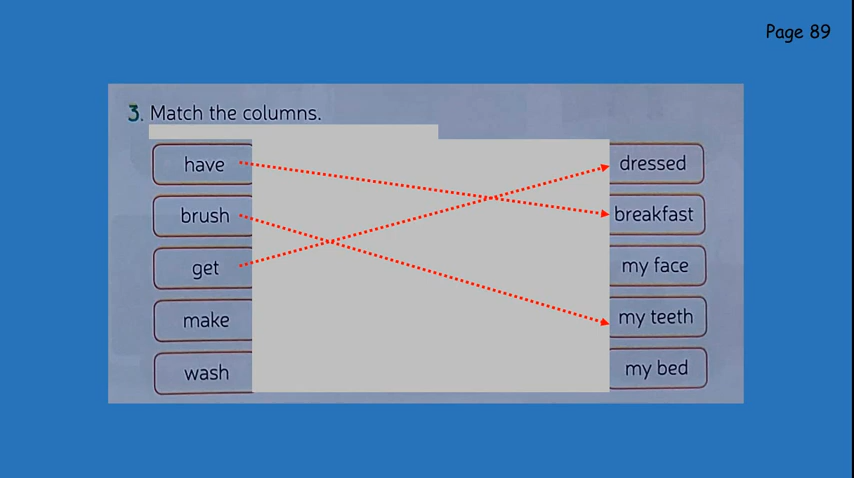 Page 89
3. Match the columns.
have dressed
brush breakfast
get my face
make my teeth
wash my bed